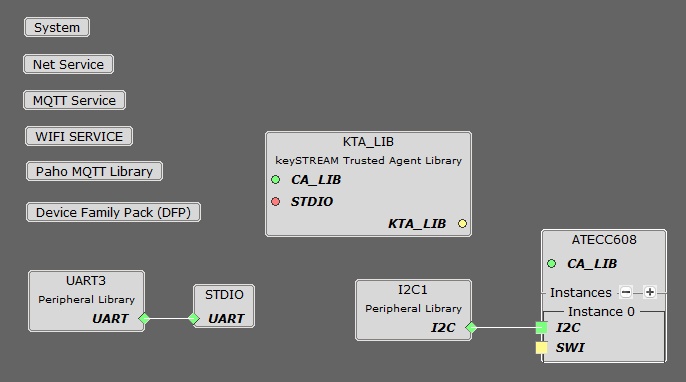 System
Net Service
MQTT Service
WIFI SERVICE
Paho MQTT Library
Device Family Pack (DFP)
KTA_LIB
keySTREAM Trusted Agent Library
CA_LIB
STDIO
KTA_LIB
ATECC608
CA_LIB
Instances
Instance 0
I2C
SWI
UART3
Peripheral Library
UART
STDIO
UART
I2C1
Peripheral Library
I2C